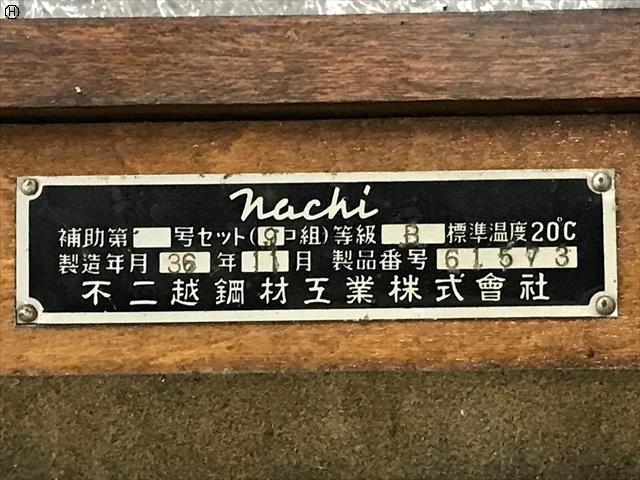 Ⓗ
nachi
補助第 号セット(9コ組)等級 B 標準温度20℃
製造年月 36 年 11 月 製品番号 61573
不二越鋼材工業株式會社